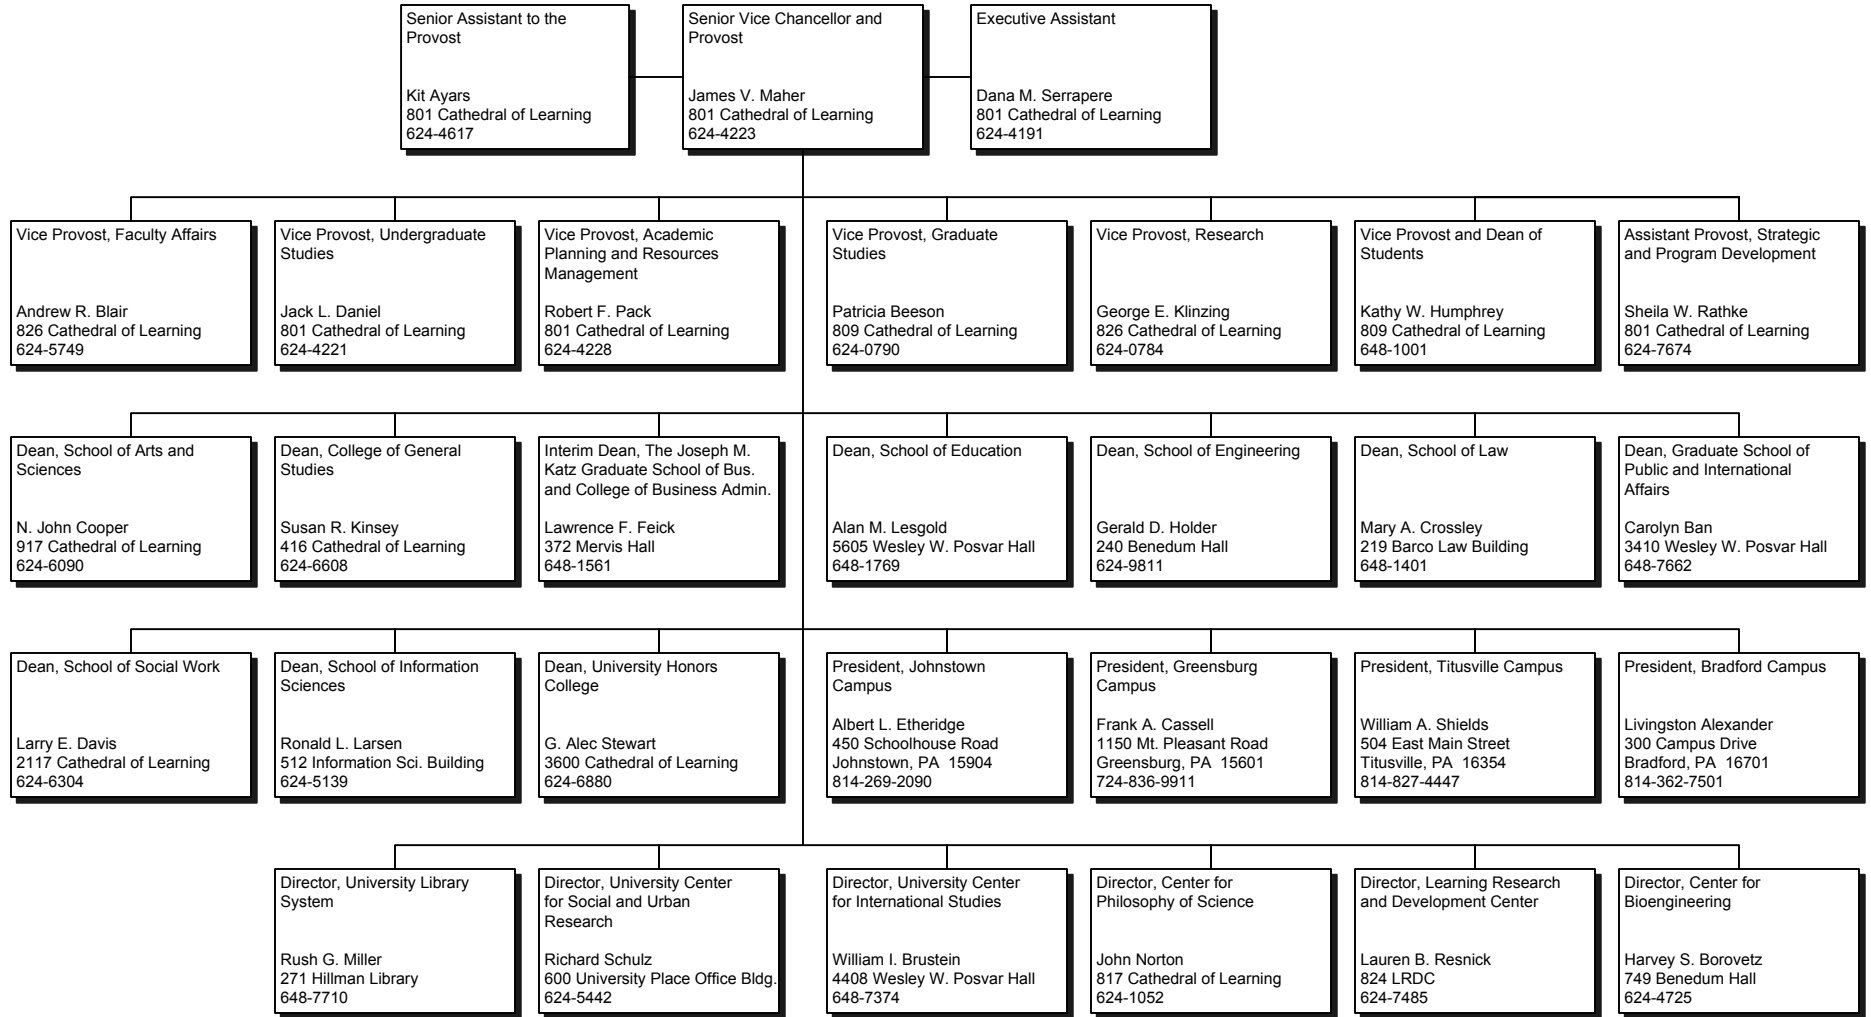 Senior Assistant to the
Provost
Kit Ayars
801 Cathedral of Learning
624-4617
Senior Vice Chancellor and
Provost
James V. Maher
801 Cathedral of Learning
624-4223
Executive Assistant
Dana M. Serrapere
801 Cathedral of Learning
624-4191
Vice Provost, Faculty Affairs
Andrew R. Blair
826 Cathedral of Learning
624-5749
Vice Provost, Undergraduate
Studies
Jack L. Daniel
801 Cathedral of Learning
624-4221
Vice Provost, Academic
Planning and Resources
Management
Robert F. Pack
801 Cathedral of Learning
624-4228
Vice Provost, Graduate
Studies
Patricia Beeson
809 Cathedral of Learning
624-0790
Vice Provost, Research
George E. Klinzing
826 Cathedral of Learning
624-0784
Vice Provost and Dean of
Students
Kathy W. Humphrey
809 Cathedral of Learning
648-1001
Assistant Provost, Strategic
and Program Development
Sheila W. Rathke
801 Cathedral of Learning
624-7674
Dean, School of Arts and
Sciences
N. John Cooper
917 Cathedral of Learning
624-6090
Dean, College of General
Studies
Susan R. Kinsey
416 Cathedral of Learning
624-6608
Interim Dean, The Joseph M.
Katz Graduate School of Bus.
and College of Business Admin.
Lawrence F. Feick
372 Mervis Hall
648-1561
Dean, School of Education
Alan M. Lesgold
5605 Wesley W. Posvar Hall
648-1769
Dean, School of Engineering
Gerald D. Holder
240 Benedum Hall
624-9811
Dean, School of Law
Mary A. Crossley
219 Barco Law Building
648-1401
Dean, Graduate School of
Public and International
Affairs
Carolyn Ban
3410 Wesley W. Posvar Hall
648-7662
Dean, School of Social Work
Larry E. Davis
2117 Cathedral of Learning
624-6304
Dean, School of Information
Sciences
Ronald L. Larsen
512 Information Sci. Building
624-5139
Dean, University Honors
College
G. Alec Stewart
3600 Cathedral of Learning
624-6880
President, Johnstown
Campus
Albert L. Etheridge
450 Schoolhouse Road
Johnstown, PA 15904
814-269-2090
President, Greensburg
Campus
Frank A. Cassell
1150 Mt. Pleasant Road
Greensburg, PA 15601
724-836-9911
President, Titusville Campus
William A. Shields
504 East Main Street
Titusville, PA 16354
814-827-4447
President, Bradford Campus
Livingston Alexander
300 Campus Drive
Bradford, PA 16701
814-362-7501
Director, University Library
System
Rush G. Miller
271 Hillman Library
648-7710
Director, University Center
for Social and Urban
Research
Richard Schulz
600 University Place Office Bldg.
624-5442
Director, University Center
for International Studies
William I. Brustein
4408 Wesley W. Posvar Hall
648-7374
Director, Center for
Philosophy of Science
John Norton
817 Cathedral of Learning
624-1052
Director, Learning Research
and Development Center
Lauren B. Resnick
824 LRDC
624-7485
Director, Center for
Bioengineering
Harvey S. Borovetz
749 Benedum Hall
624-4725